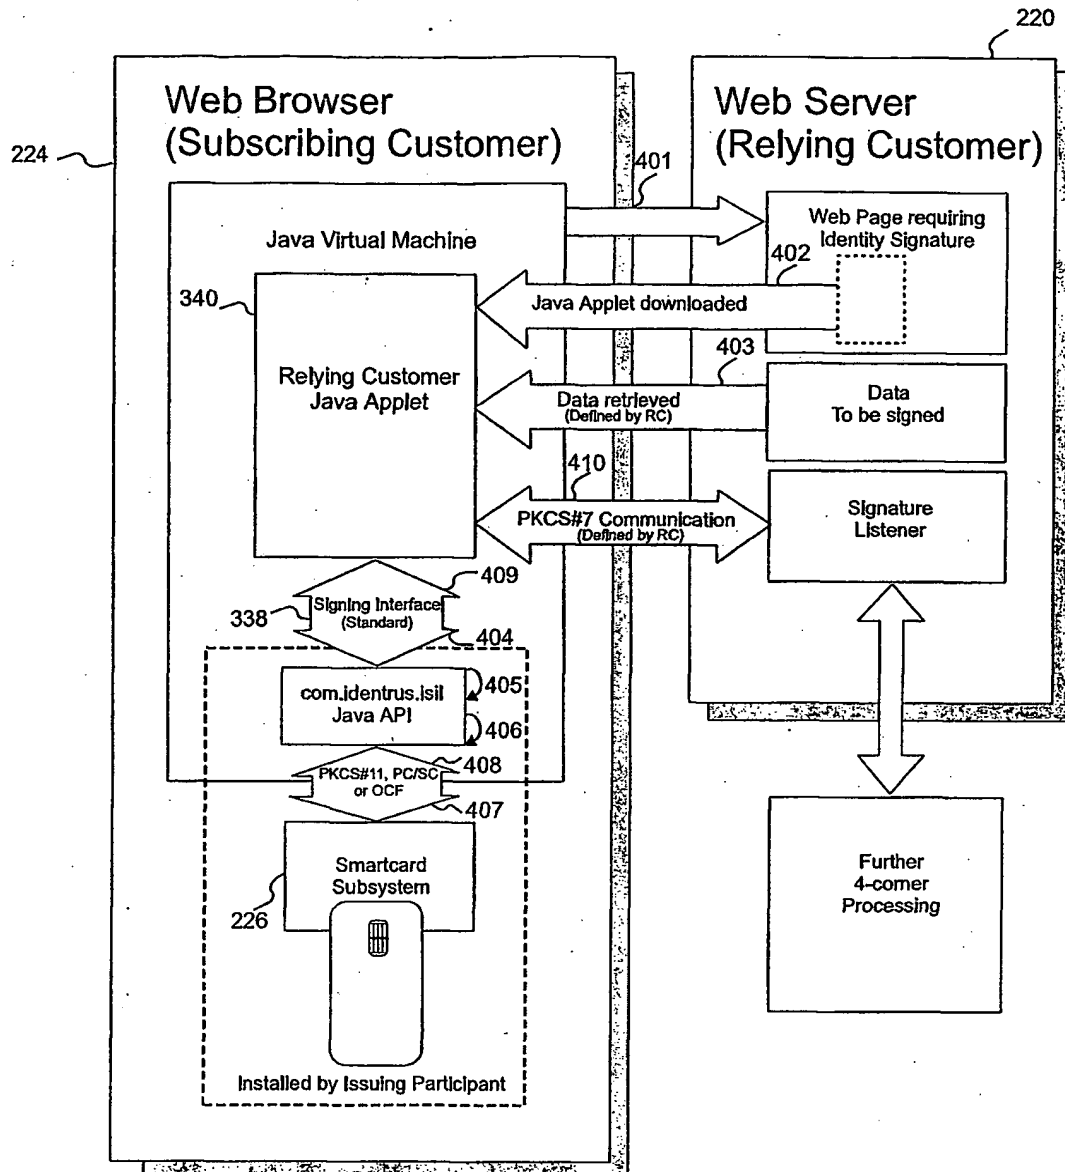 220
Web Browser
(Subscribing Customer)
224
Web Server
(Relying Customer)
401
Java Virtual Machine
Web Page requiring
Identity Signature
402
340
Java Applet downloaded
403
Relying Customer
Java Applet
Data retrieved
(Defined by RC)
Data
To be signed
410
PKCS#7 Communication
(Defined by RC)
Signature
Listener
409
338
Signing Interface
(Standard)
404
com.identrus.isil
Java API
405
406
408
PKCS#11, PC/SC
or OCF
407
Smartcard
Subsystem
226
Further
4-corner
Processing
Installed by Issuing Participant